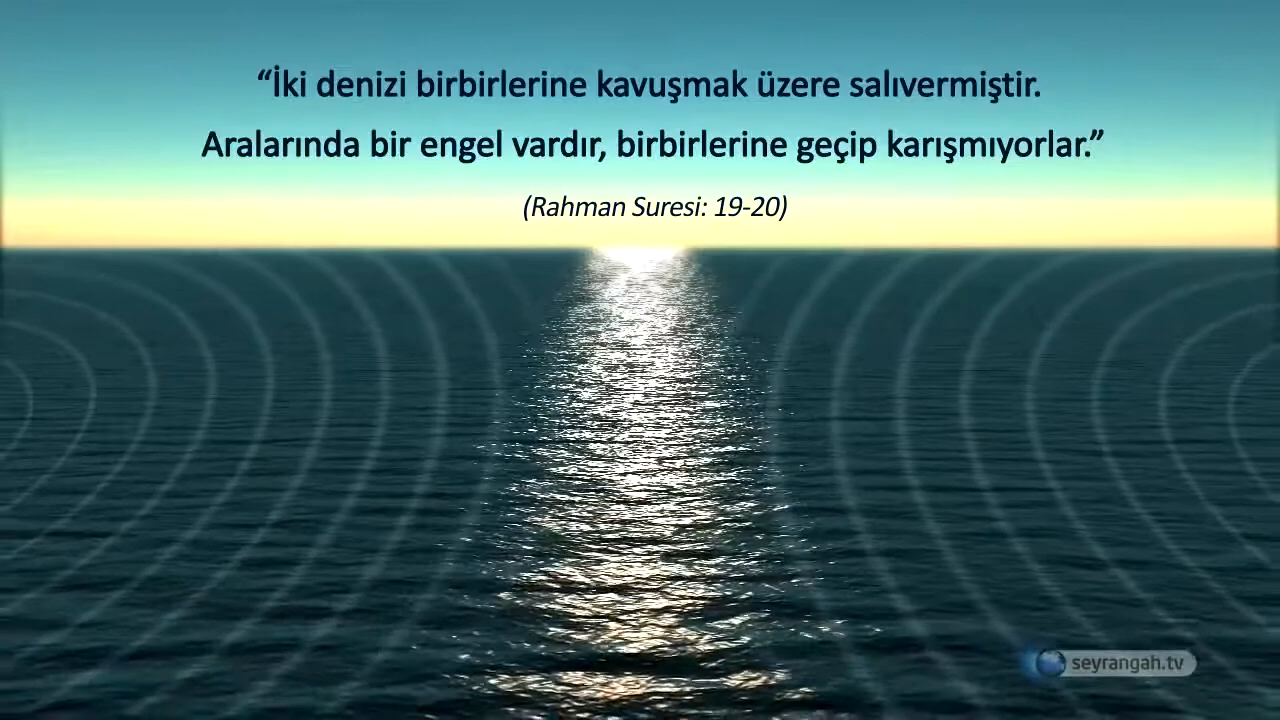 “İki denizi birbirlerine kavuşmak üzere salıvermiştir.
Aralarında bir engel vardır, birbirlerine geçip karışmıyorlar.”
(Rahman Suresi: 19-20)
seyrangah.tv